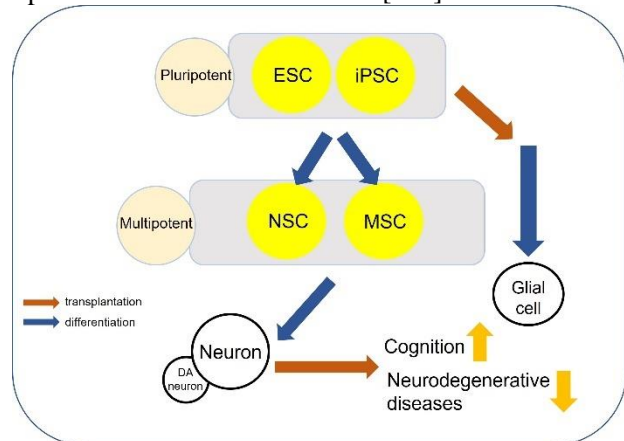 Pluripotent
ESC
iPSC
Multipotent
NSC
MSC
transplantation
differentiation
Glial
cell
Neuron
DA
neuron
Cognition
Neurodegenerative
diseases